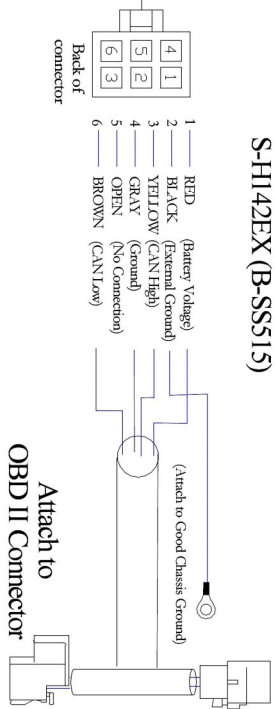 S-H142EX (B-SS515)
4 5 6
1 2 3
Back of
connector
1 RED (Battery Voltage)
2 BLACK (External Ground)
3 YELLOW (CAN High)
4 GRAY (Ground)
5 OPEN (No Connection)
6 BROWN (CAN Low)
(Attach to Good Chassis Ground)
Attach to
OBD II Connector